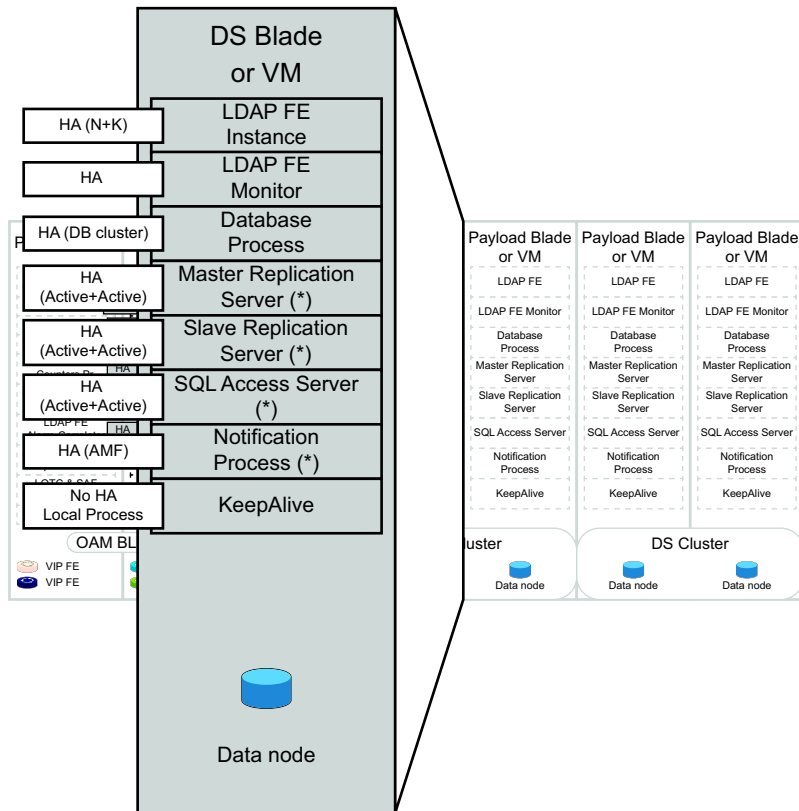 DS Blade
or VM
HA (N+K)
LDAP FE
Instance
HA
LDAP FE
Monitor
HA (DB cluster)
Database
Process
HA
(Active+Active)
Master Replication
Server (*)
HA
(Active+Active)
Slave Replication
Server (*)
HA
(Active+Active)
SQL Access Server
(*)
HA (AMF)
Notification
Process (*)
No HA
Local Process
KeepAlive
Data node
P
HA
LDAP FE
HA
OAM BL
VIP FE
VIP FE
Payload Blade
or VM
LDAP FE
LDAP FE Monitor
Database
Process
Master Replication
Server
Slave Replication
Server
SQL Access Server
Notification
Process
KeepAlive
Data node
Payload Blade
or VM
LDAP FE
LDAP FE Monitor
Database
Process
Master Replication
Server
Slave Replication
Server
SQL Access Server
Notification
Process
KeepAlive
Payload Blade
or VM
LDAP FE
LDAP FE Monitor
Database
Process
Master Replication
Server
Slave Replication
Server
SQL Access Server
Notification
Process
KeepAlive
luster
DS Cluster
Data node
Data node